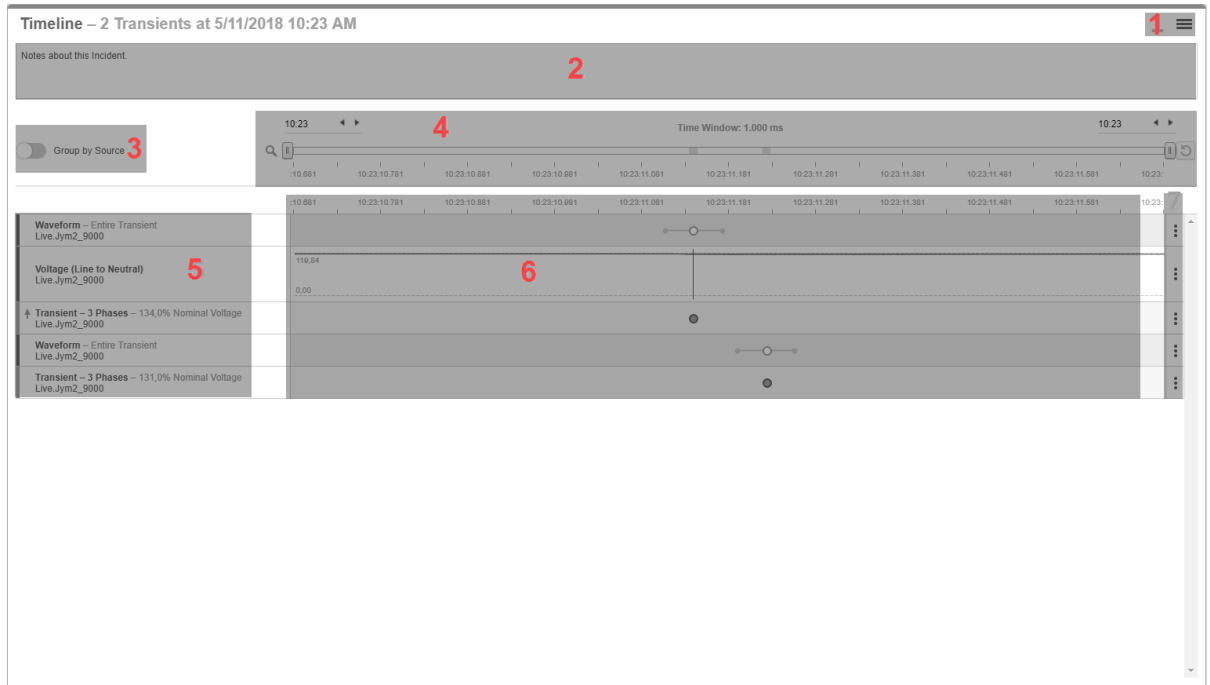 Timeline – 2 Transients at 5/11/2018 10:23 AM
1
Notes about this Incident.
2
Group by Source
3
10:23
4
Time Window: 1.000 ms
10:23
:10.681 10:23:10.781 10:23:10.881 10:23:10.981 10:23:11.081 10:23:11.181 10:23:11.281 10:23:11.381 10:23:11.481 10:23:11.581 10:23:
:10.681 10:23:10.781 10:23:10.881 10:23:10.981 10:23:11.081 10:23:11.181 10:23:11.281 10:23:11.381 10:23:11.481 10:23:11.581 10:23:
7
Waveform – Entire Transient
Live.Jym2_9000
Voltage (Line to Neutral)
Live.Jym2_9000
5
119,84
0,00
6
Transient – 3 Phases – 134,0% Nominal Voltage
Live.Jym2_9000
Waveform – Entire Transient
Live.Jym2_9000
Transient – 3 Phases – 131,0% Nominal Voltage
Live.Jym2_9000